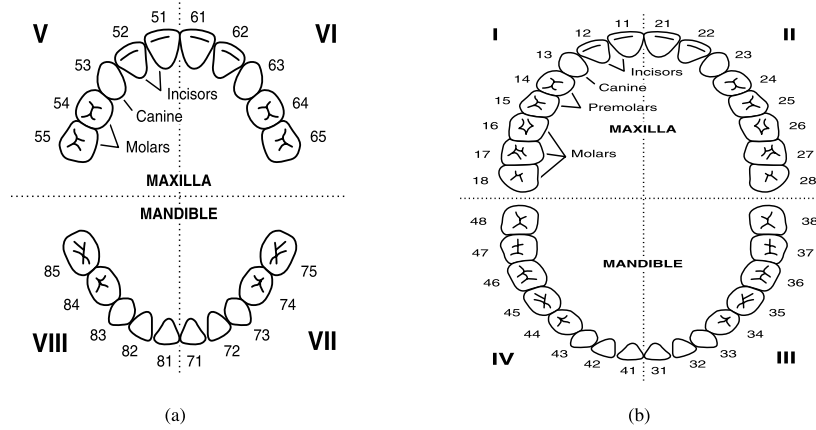 51 61
52 62
V VI
53 63
Incisors
54 Canine 64
55 Molars 65
MAXILLA
MANDIBLE
85 75
84 74
83 73
VIII VII
82 72
81 71
(a)
11 21
12 22
I II
13 23
Incisors
14 Canine 24
15 Premolars 25
16 MAXILLA 26
17 Molars 27
18 28
48 38
47 37
MANDIBLE
46 36
45 35
44 34
43 33
IV III
42 41 31 32
(b)